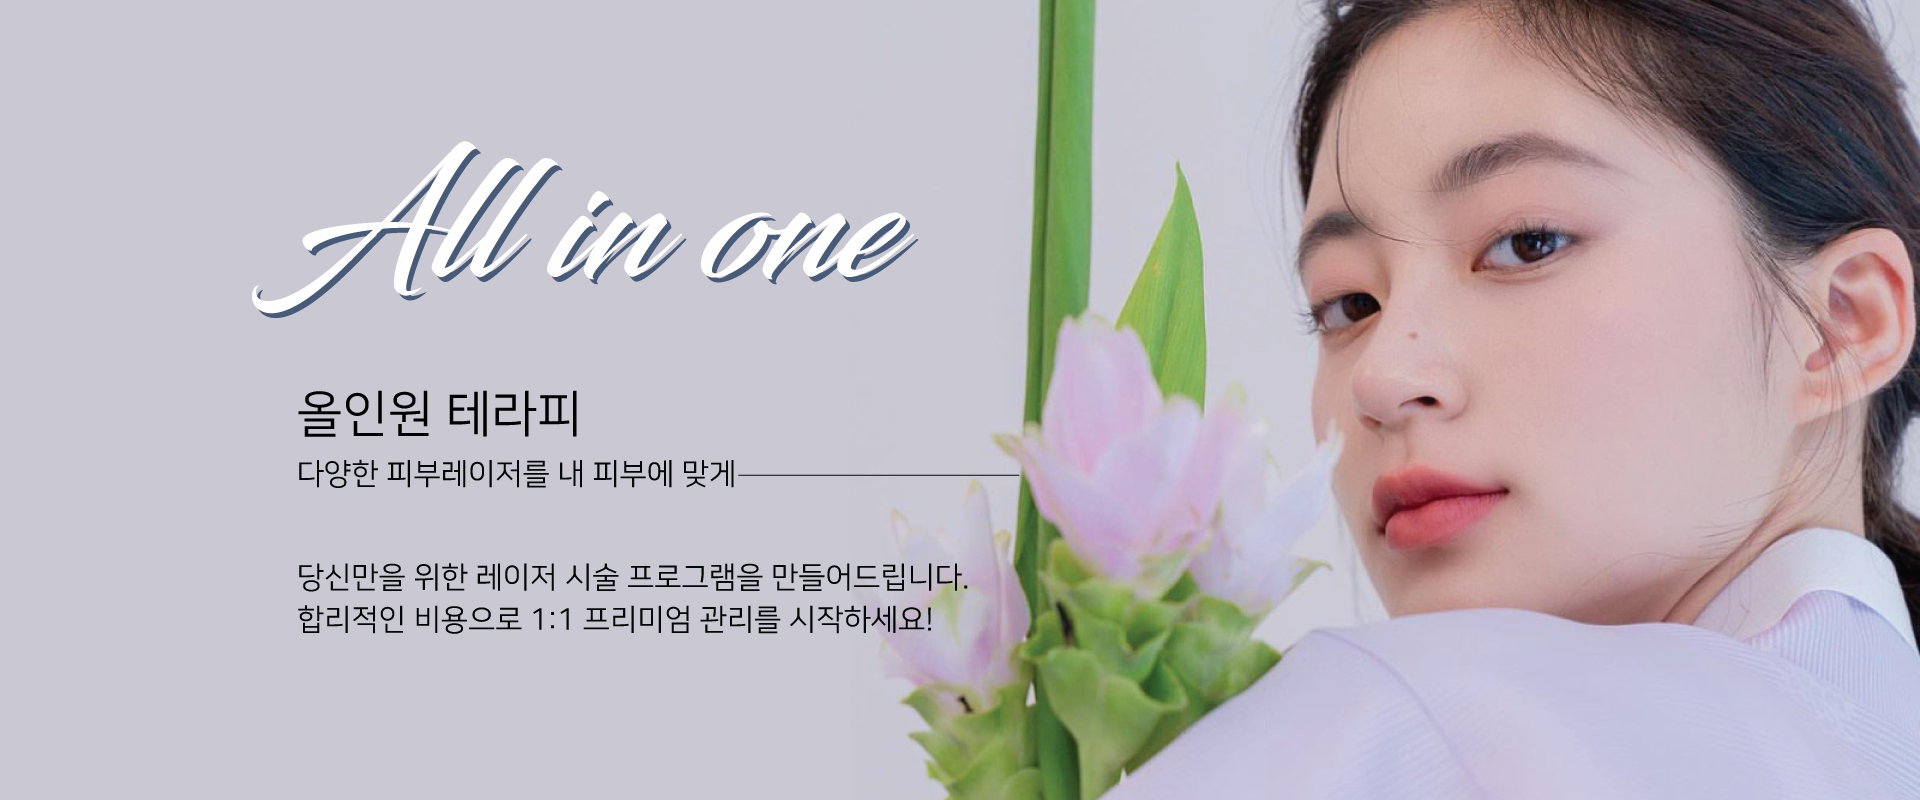 All in one
올인원 테라피
다양한 피부레이저를 내 피부에 맞게
당신만을 위한 레이저 시술 프로그램을 만들어드립니다.
합리적인 비용으로 1:1 프리미엄 관리를 시작하세요!